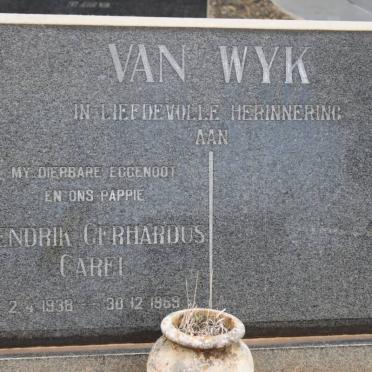 VAN WYK
IN LIEFDEVOLLE HERINNERING
AAN
MY DIERBARE EGGENOOT
EN ONS PAPPIE
ENDRIK GERHARDUS
CAREL
2.4.1938 - 30.12.1969